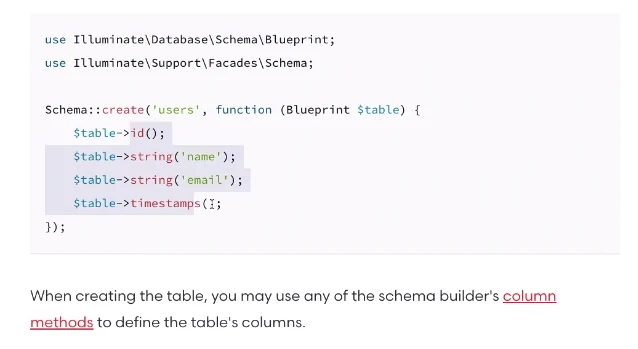 use Illuminate\Database\Schema\Blueprint;
use Illuminate\Support\Facades\Schema;
Schema::create('users', function (Blueprint $table) {
$table->id();
$table->string('name');
$table->string('email');
$table->timestamps();
});
When creating the table, you may use any of the schema builder's column
methods to define the table's columns.